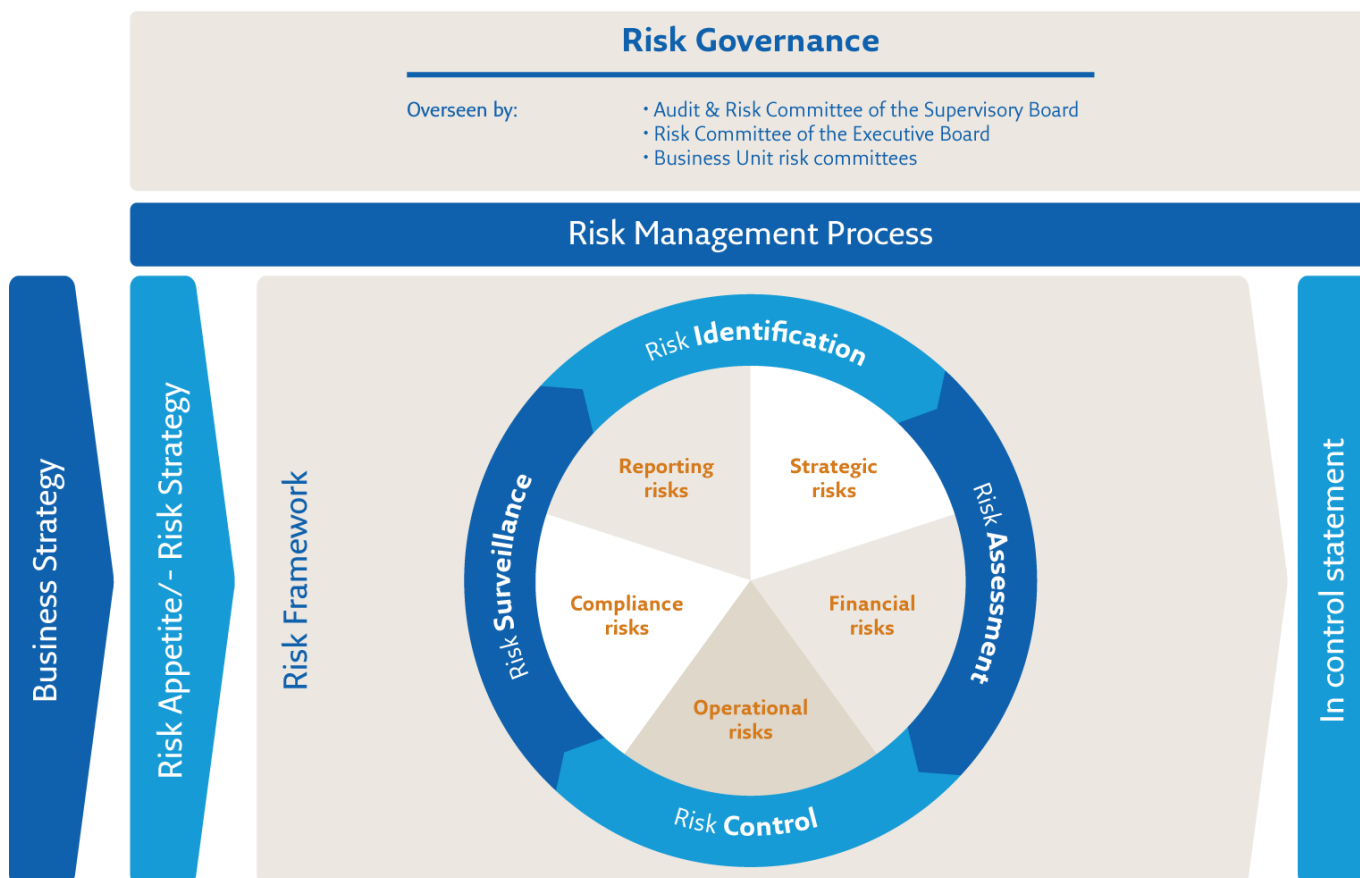 Risk Governance
Overseen by:
• Audit & Risk Committee of the Supervisory Board
• Risk Committee of the Executive Board
• Business Unit risk committees
Risk Management Process
Business Strategy
Risk Appetite/- Risk Strategy
Risk Framework
Risk Identification
Risk Assessment
Risk Control
Risk Surveillance
Reporting
risks
Strategic
risks
Compliance
risks
Financial
risks
Operational
risks
In control statement